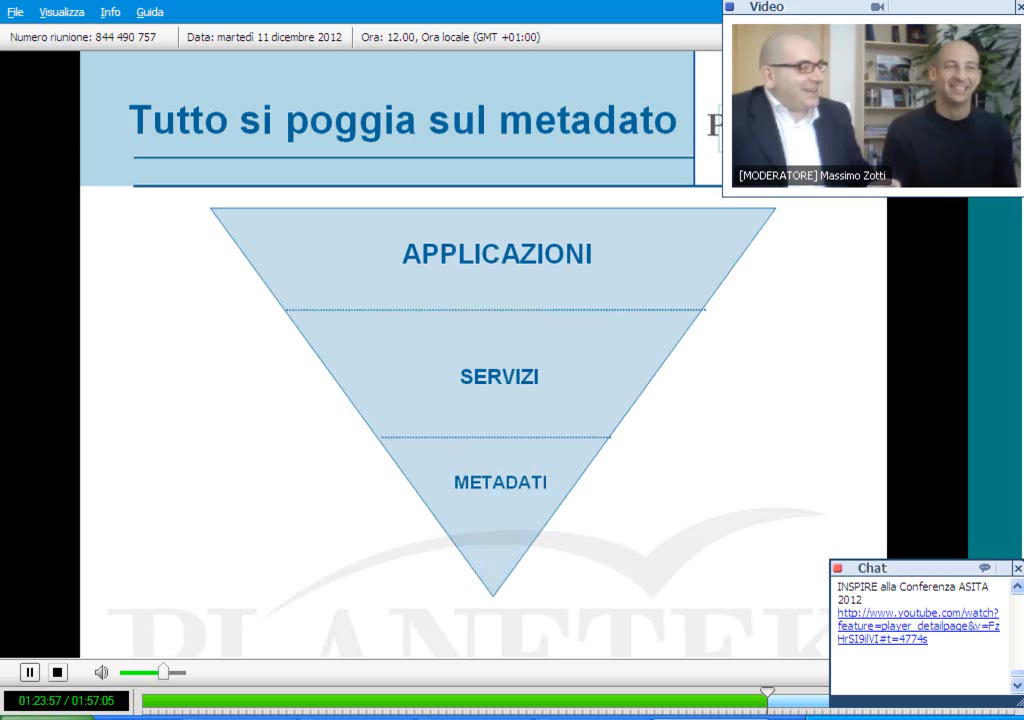 File Visualizza Info Guida
Numero riunione: 844 490 757 Data: martedì 11 dicembre 2012 Ora: 12.00, Ora locale (GMT +01:00)
Video
[MODERATORE] Massimo Zotti
Tutto si poggia sul metadato
P
APPLICAZIONI
SERVIZI
METADATI
PLANETEK
Chat
INSPIRE alla Conferenza ASITA
2012
http://www.youtube.com/watch?
feature=player_detailpage&v=Fz
HrSI9ilVI#t=4774s
01:23:57 / 01:57:05